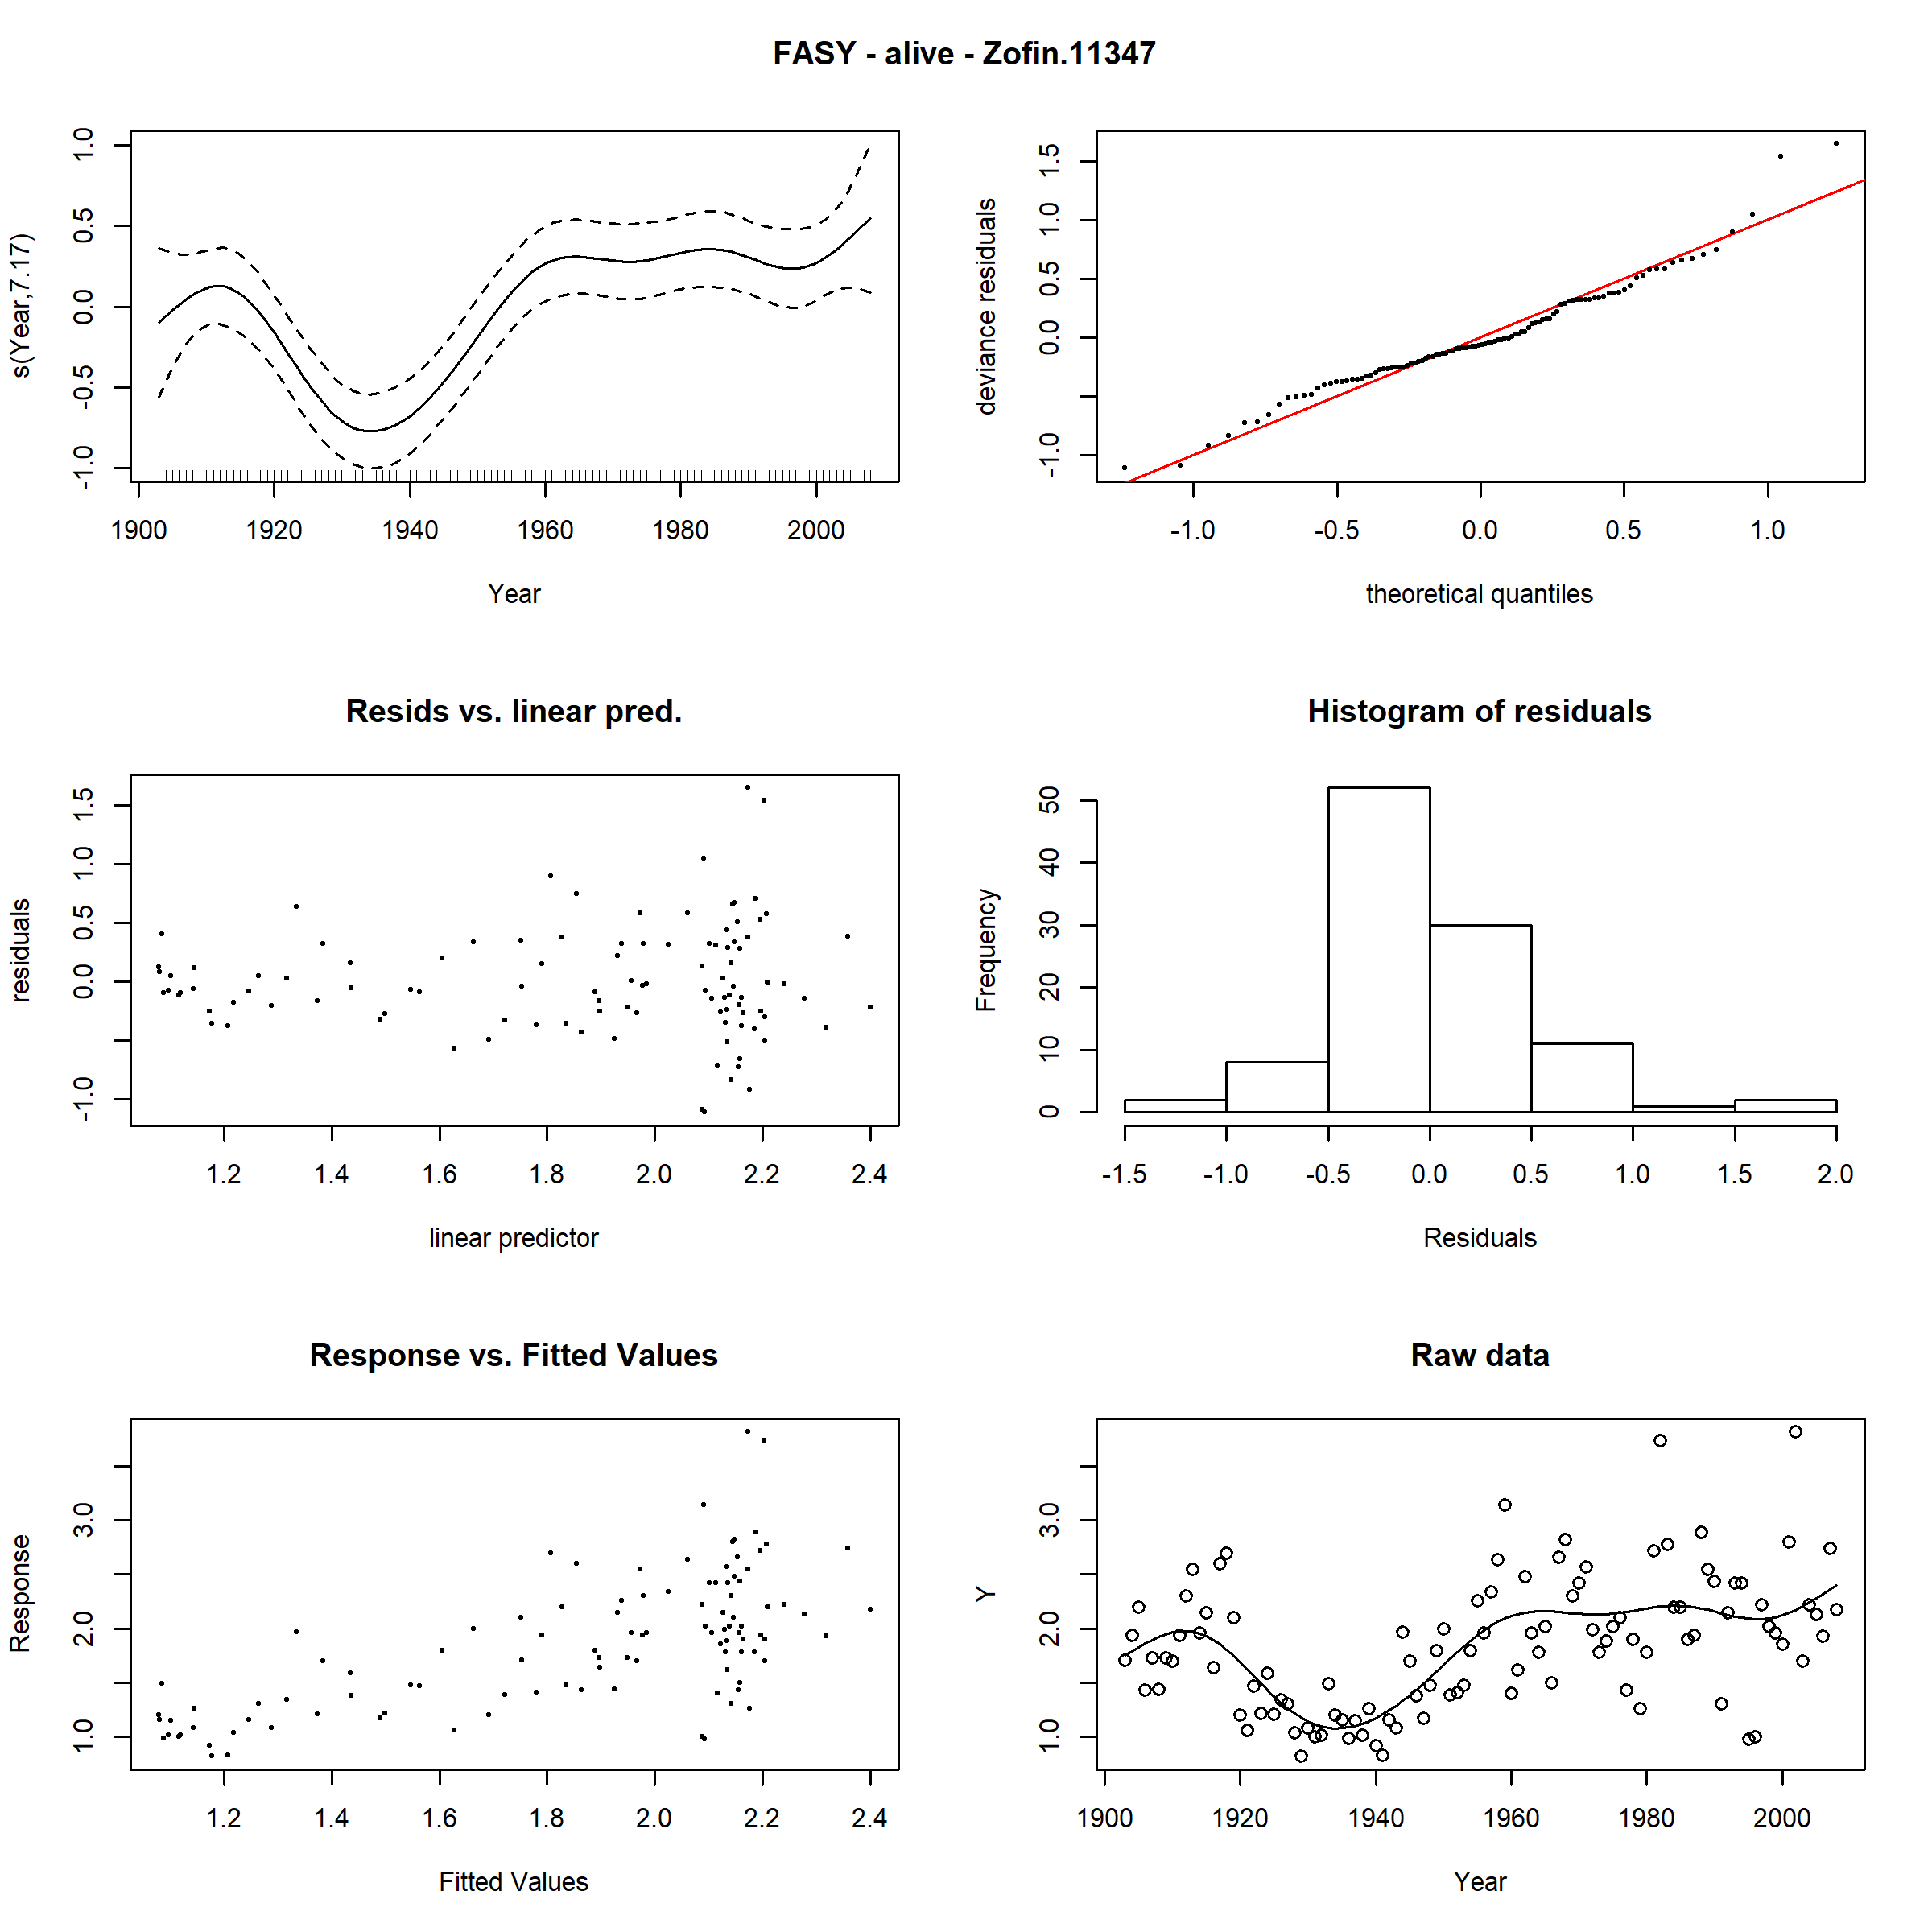 FASY - alive - Zofin.11347
s(Year,7.17)
1.0
0.5
0.0
-0.5
-1.0
1900 1920 1940 1960 1980 2000
Year
deviance residuals
1.5
1.0
0.5
0.0
-1.0
-1.0 -0.5 0.0 0.5 1.0
theoretical quantiles
Resids vs. linear pred.
residuals
1.5
1.0
0.5
0.0
-1.0
1.2 1.4 1.6 1.8 2.0 2.2 2.4
linear predictor
Histogram of residuals
Frequency
50
40
30
20
10
0
-1.5 -1.0 -0.5 0.0 0.5 1.0 1.5 2.0
Residuals
Response vs. Fitted Values
Response
3.0
2.0
1.0
1.2 1.4 1.6 1.8 2.0 2.2 2.4
Fitted Values
Raw data
Y
3.0
2.0
1.0
1900 1920 1940 1960 1980 2000
Year